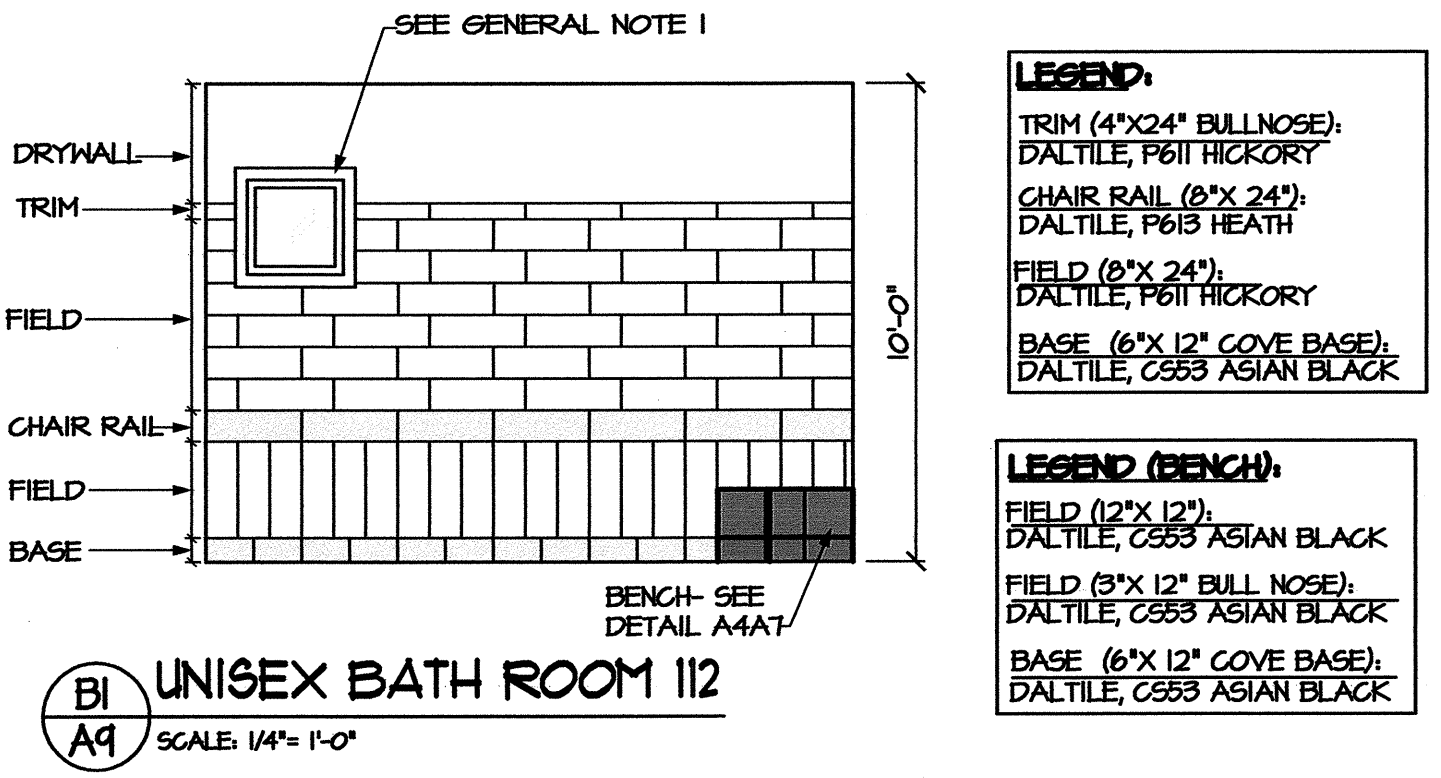 SEE GENERAL NOTE 1
DRYWALL
TRIM
FIELD
CHAIR RAIL
FIELD
BASE
10'-0"
BENCH- SEE
DETAIL A4A7
B1
A9
UNISEX BATH ROOM 112
SCALE: 1/4"= 1'-0"
LEGEND:
TRIM (4"X24" BULLNOSE):
DALTILE, P611 HICKORY
CHAIR RAIL (8"X 24"):
DALTILE, P613 HEATH
FIELD (8"X 24"):
DALTILE, P611 HICKORY
BASE (6"X 12" COVE BASE):
DALTILE, CS53 ASIAN BLACK
LEGEND (BENCH):
FIELD (12"X 12"):
DALTILE, CS53 ASIAN BLACK
FIELD (3"X 12" BULL NOSE):
DALTILE, CS53 ASIAN BLACK
BASE (6"X 12" COVE BASE):
DALTILE, CS53 ASIAN BLACK